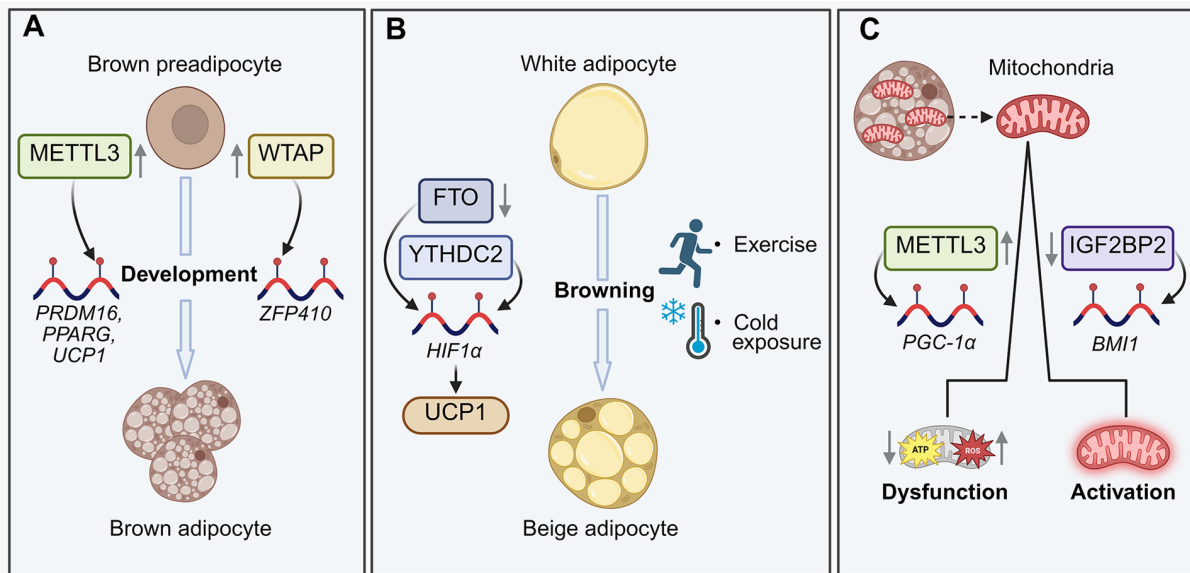 A
Brown preadipocyte
METTL3
WTAP
Development
PRDM16,
PPARG,
UCP1
ZFP410
Brown adipocyte
B
White adipocyte
FTO
YTHDC2
HIF1α
UCP1
Browning
• Exercise
• Cold
exposure
Beige adipocyte
C
Mitochondria
METTL3
IGF2BP2
PGC-1α
BMI1
ATP
ROS
Dysfunction
Activation